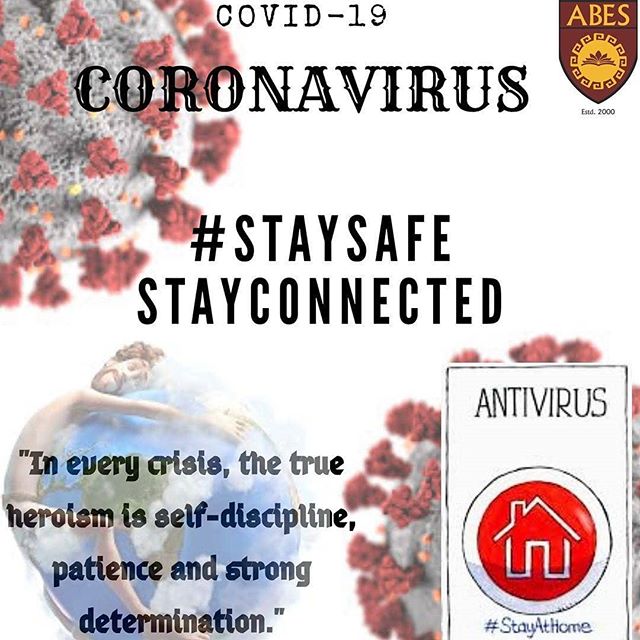 COVID-19
ABES
CORONAVIRUS
Estd. 2000
#STAYSAFE
STAYCONNECTED
ANTIVIRUS
"In every crisis, the true
heroism is self-discipline,
patience and strong
determination."
#StayAtHome